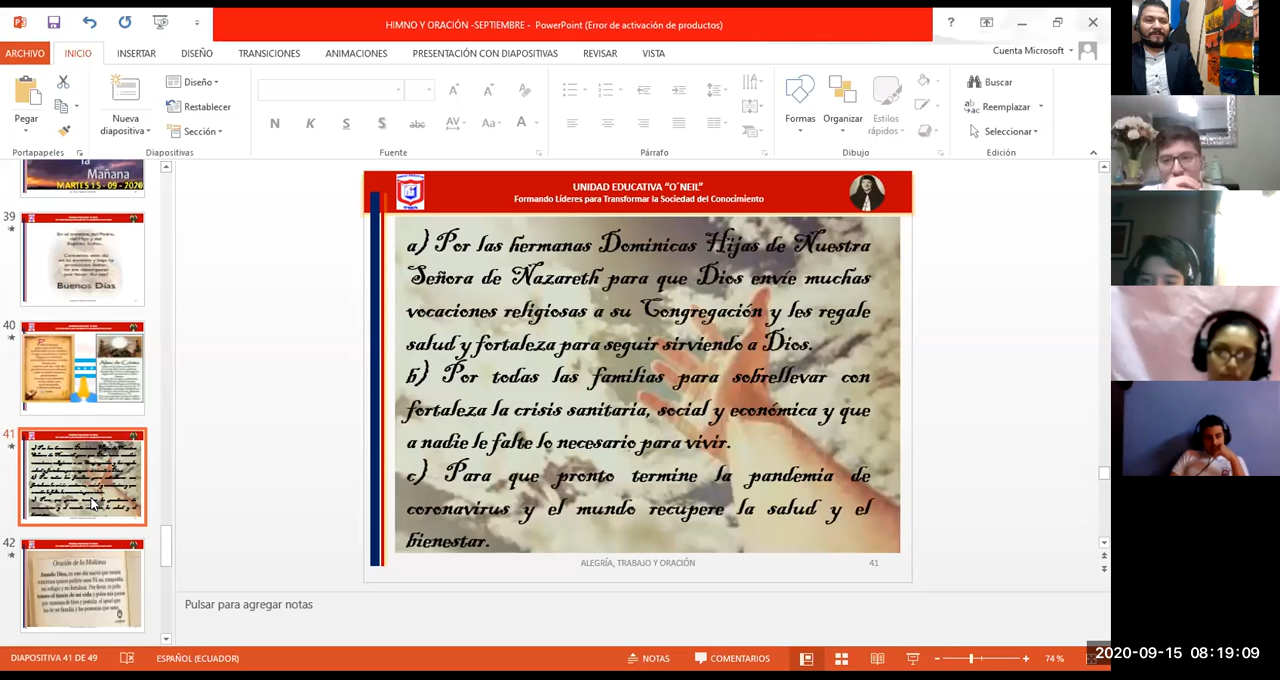 HIMNO Y ORACIÓN -SEPTIEMBRE - PowerPoint (Error de activación de productos)
ARCHIVO INICIO INSERTAR DISEÑO TRANSICIONES ANIMACIONES PRESENTACIÓN CON DIAPOSITIVAS REVISAR VISTA Cuenta Microsoft
Pegar
Nueva
diapositiva
Diseño
Restablecer
Sección
N K S S abc AV Aa A
Formas
Organizar
Estilos
rápidos
Buscar
Reemplazar
Seleccionar
Portapapeles Diapositivas Fuente Párrafo Dibujo Edición
la
Mañana
MARTES 15 - 09 - 2020
39
Buenos Días
40
41
42
Oración de la Mañana
UNIDAD EDUCATIVA “O´NEIL”
Formando Líderes para Transformar la Sociedad del Conocimiento
a) Por las hermanas Dominicas Hijas de Nuestra
Señora de Nazareth para que Dios envíe muchas
vocaciones religiosas a su Congregación y les regale
salud y fortaleza para seguir sirviendo a Dios.
b) Por todas las familias para sobrellevar con
fortaleza la crisis sanitaria, social y económica y que
a nadie le falte lo necesario para vivir.
c) Para que pronto termine la pandemia de
coronavirus y el mundo recupere la salud y el
bienestar.
ALEGRÍA, TRABAJO Y ORACIÓN 41
Pulsar para agregar notas
DIAPOSITIVA 41 DE 49 ESPAÑOL (ECUADOR) NOTAS COMENTARIOS 74 %
2020-09-15 08:19:09